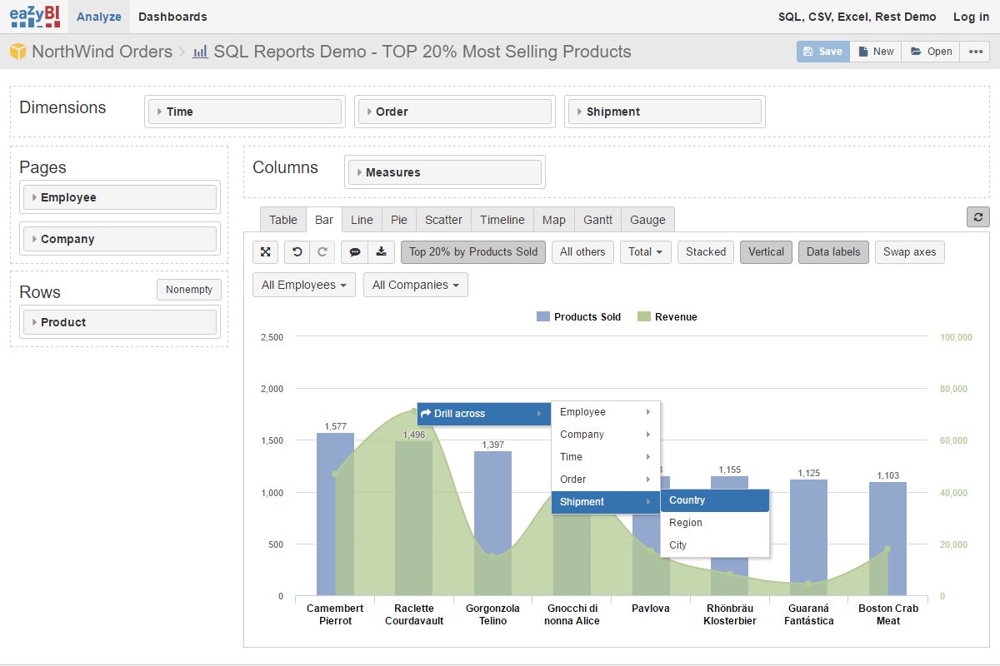 eazyBI Analyze Dashboards SQL, CSV, Excel, Rest Demo Log in
NorthWind Orders > SQL Reports Demo - TOP 20% Most Selling Products Save New Open •••
Dimensions Time Order Shipment
Pages
Employee
Company
Rows Nonempty
Product
Columns Measures
Table Bar Line Pie Scatter Timeline Map Gantt Gauge
Top 20% by Products Sold All others Total Stacked Vertical Data labels Swap axes
All Employees All Companies
Products Sold Revenue
2,500 100,000
2,000 80,000
1,500 60,000
1,000 40,000
500 20,000
0 0
1,577 1,496 1,397 1,155 1,125 1,103
Drill across
Employee
Company
Time
Order
Shipment
Country
Region
City
Camembert Pierrot
Raclette Courdavault
Gorgonzola Telino
Gnocchi di nonna Alice
Pavlova
Rhönbräu Klosterbier
Guaraná Fantástica
Boston Crab Meat